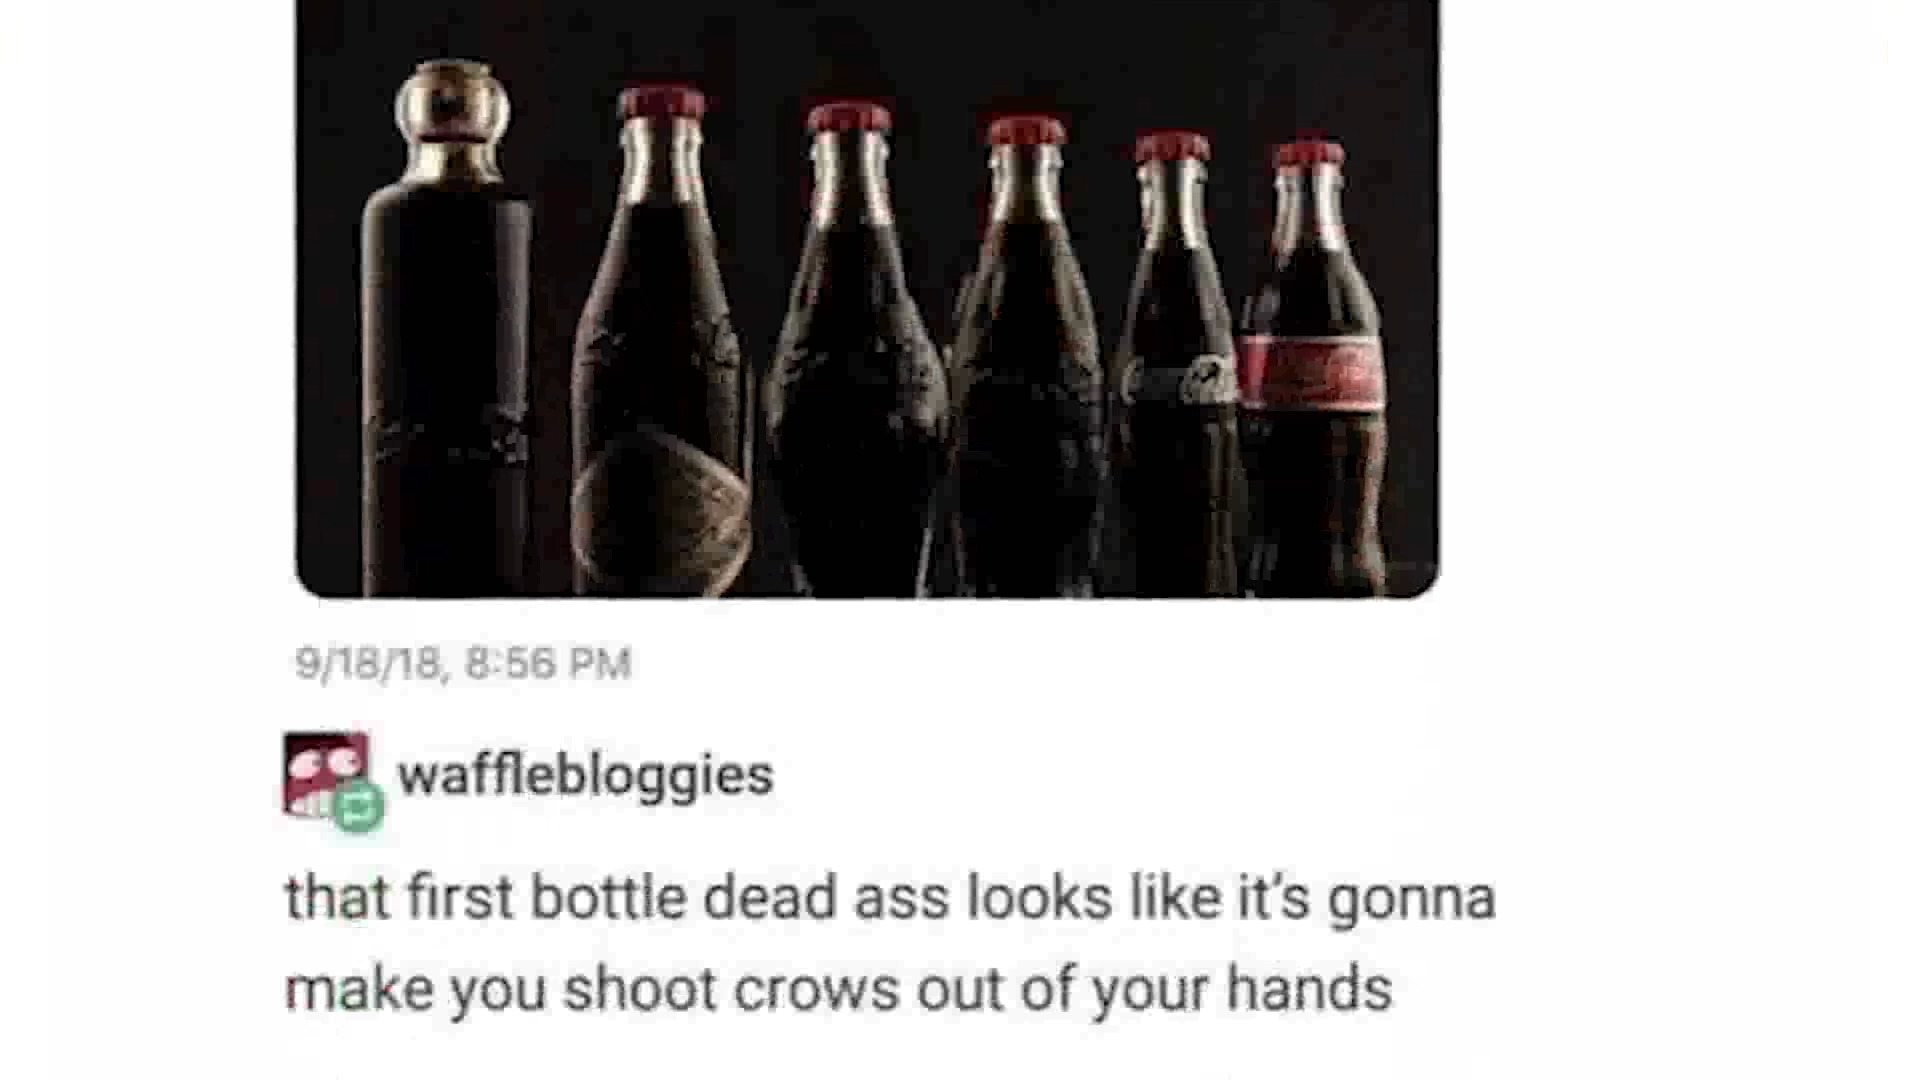 9/18/18, 8:56 PM
wafflebloggies
that first bottle dead ass looks like it's gonna
make you shoot crows out of your hands